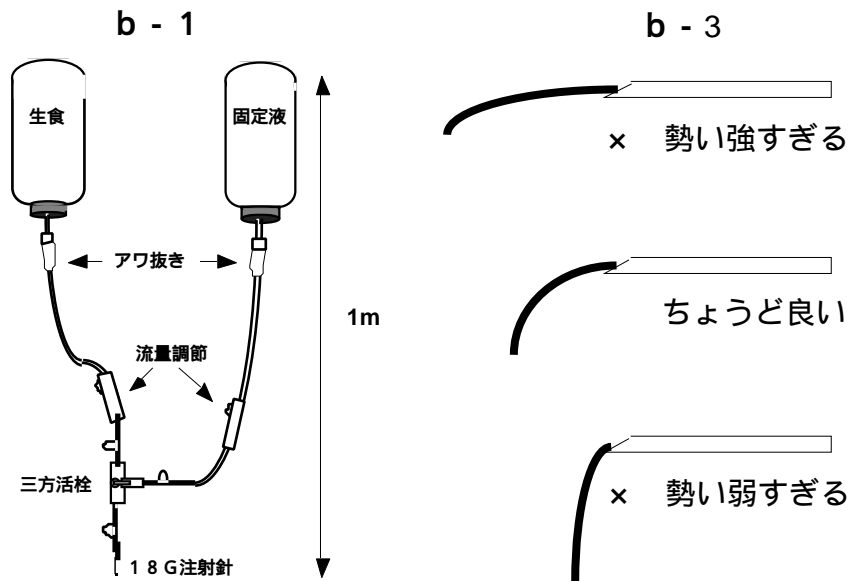 b - 1
生食
固定液
アワ抜き
1m
流量調節
三方活栓
１８G注射針
b - 3
× 勢い強すぎる
ちょうど良い
× 勢い弱すぎる